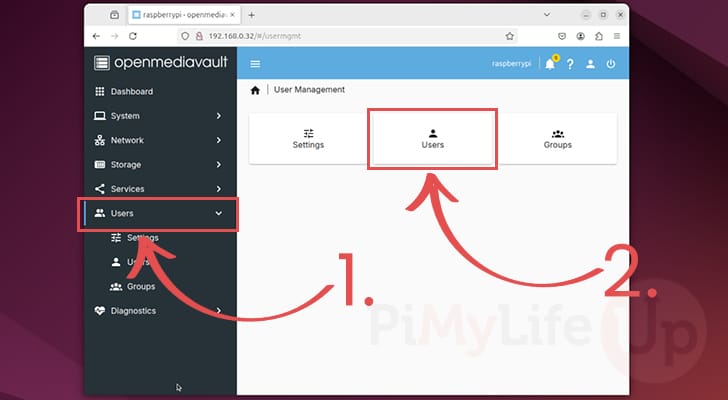 raspberrypi - openmediavault
192.168.0.32/#/usermgmt
openmediavault
raspberrypi
Dashboard
System
Network
Storage
Services
Users
Settings
Users
Groups
Diagnostics
User Management
Settings
Users
Groups
1.
2.
PiMyLifeUp